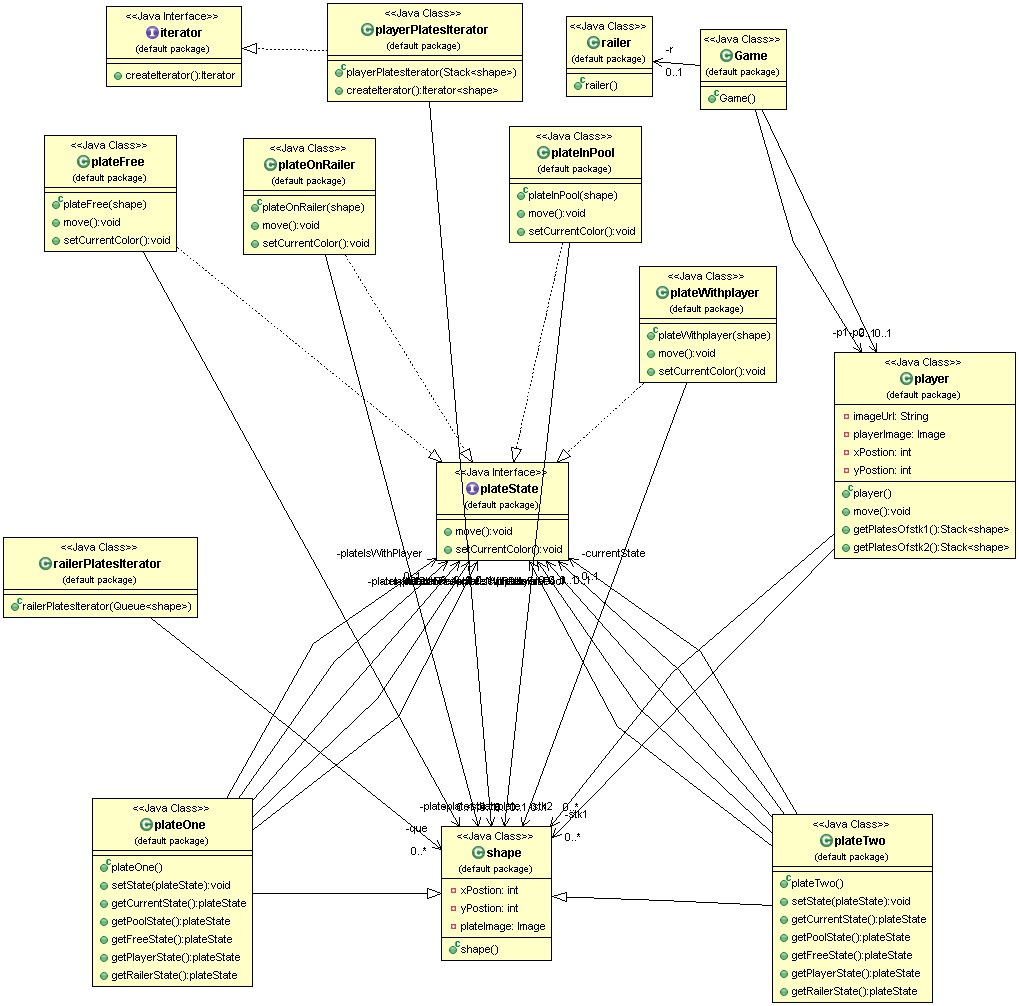 <<Java Interface>>
iterator
(default package)
createIterator():Iterator
<<Java Class>>
playerPlatesIterator
(default package)
playerPlatesIterator(Stack<shape>)
createIterator():Iterator<shape>
<<Java Class>>
railer
(default package)
railer()
-r
0..1
<<Java Class>>
Game
(default package)
Game()
<<Java Class>>
plateFree
(default package)
plateFree(shape)
move():void
setCurrentColor():void
<<Java Class>>
plateOnRailer
(default package)
plateOnRailer(shape)
move():void
setCurrentColor():void
<<Java Class>>
plateInPool
(default package)
plateInPool(shape)
move():void
setCurrentColor():void
<<Java Class>>
plateWithplayer
(default package)
plateWithplayer(shape)
move():void
setCurrentColor():void
0..1
<<Java Class>>
player
(default package)
imageUrl: String
playerImage: Image
xPostion: int
yPostion: int
player()
move():void
getPlatesOfstk1():Stack<shape>
getPlatesOfstk2():Stack<shape>
<<Java Interface>>
plateState
(default package)
move():void
setCurrentColor():void
-plateIsWithPlayer
-currentState
0..1
<<Java Class>>
railerPlatesIterator
(default package)
railerPlatesIterator(Queue<shape>)
<<Java Class>>
plateOne
(default package)
plateOne()
setState(plateState):void
getCurrentState():plateState
getPoolState():plateState
getFreeState():plateState
getPlayerState():plateState
getRailerState():plateState
0..*
-stk1
0..*
-que
0..*
<<Java Class>>
shape
(default package)
xPostion: int
yPostion: int
plateImage: Image
shape()
<<Java Class>>
plateTwo
(default package)
plateTwo()
setState(plateState):void
getCurrentState():plateState
getPoolState():plateState
getFreeState():plateState
getPlayerState():plateState
getRailerState():plateState